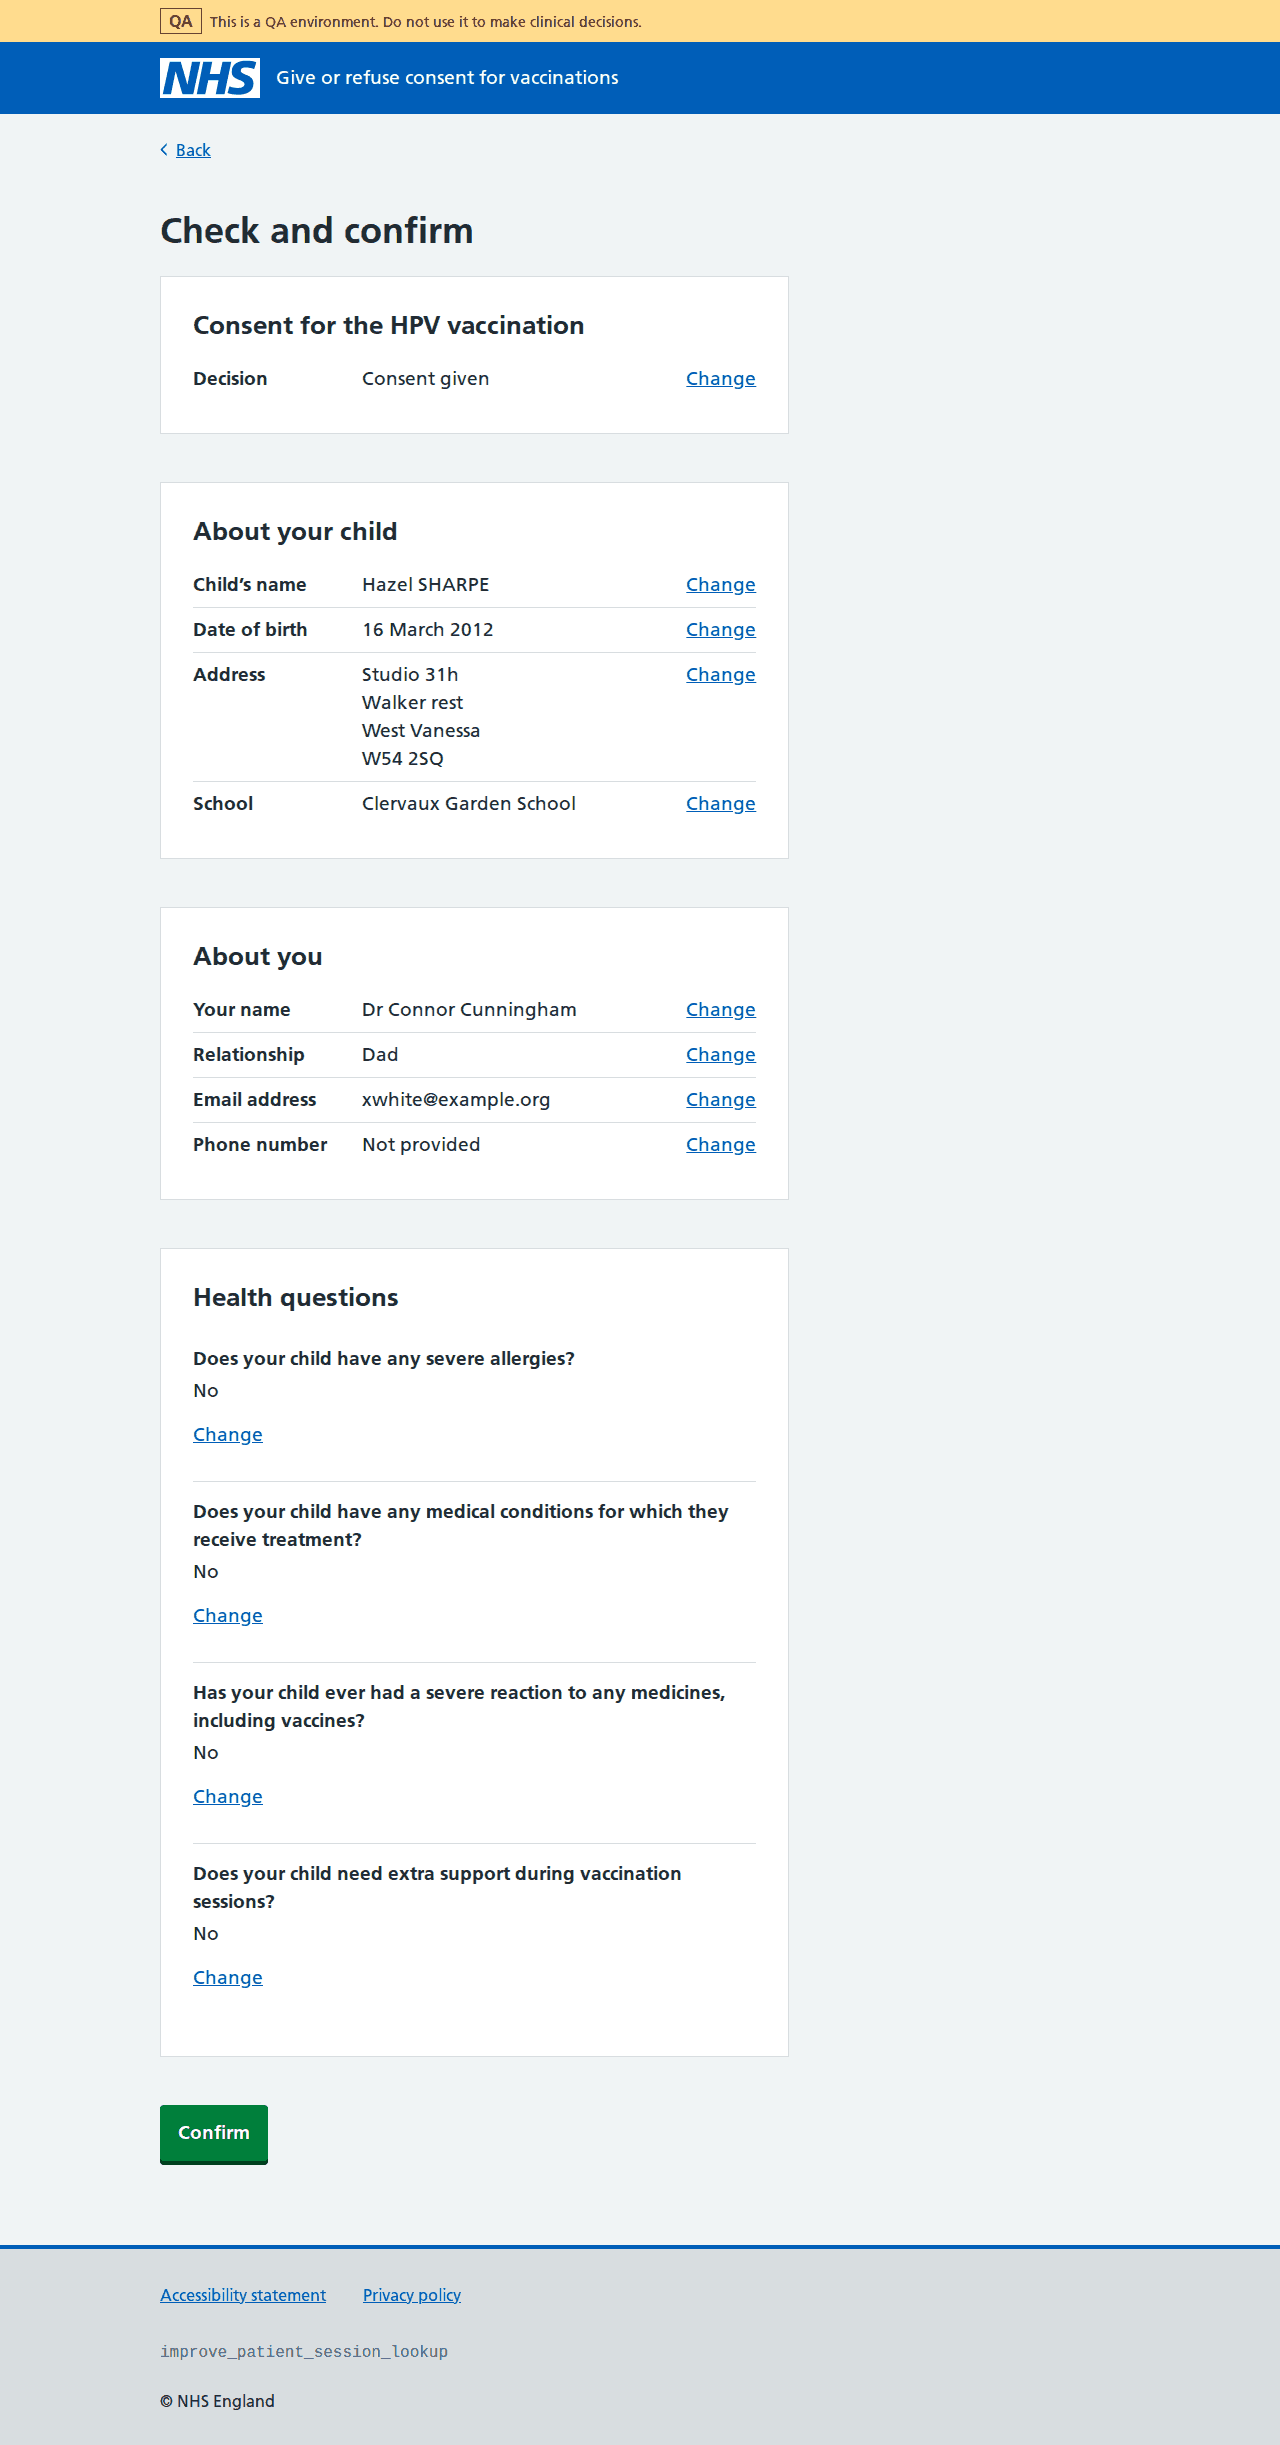 QA This is a QA environment. Do not use it to make clinical decisions.
NHS Give or refuse consent for vaccinations
Back
Check and confirm
Consent for the HPV vaccination
Decision Consent given Change
About your child
Child’s name Hazel SHARPE Change
Date of birth 16 March 2012 Change
Address Studio 31h Change
Walker rest
West Vanessa
W54 2SQ
School Clervaux Garden School Change
About you
Your name Dr Connor Cunningham Change
Relationship Dad Change
Email address xwhite@example.org Change
Phone number Not provided Change
Health questions
Does your child have any severe allergies?
No
Change
Does your child have any medical conditions for which they
receive treatment?
No
Change
Has your child ever had a severe reaction to any medicines,
including vaccines?
No
Change
Does your child need extra support during vaccination
sessions?
No
Change
Confirm
Accessibility statement Privacy policy
improve_patient_session_lookup
© NHS England